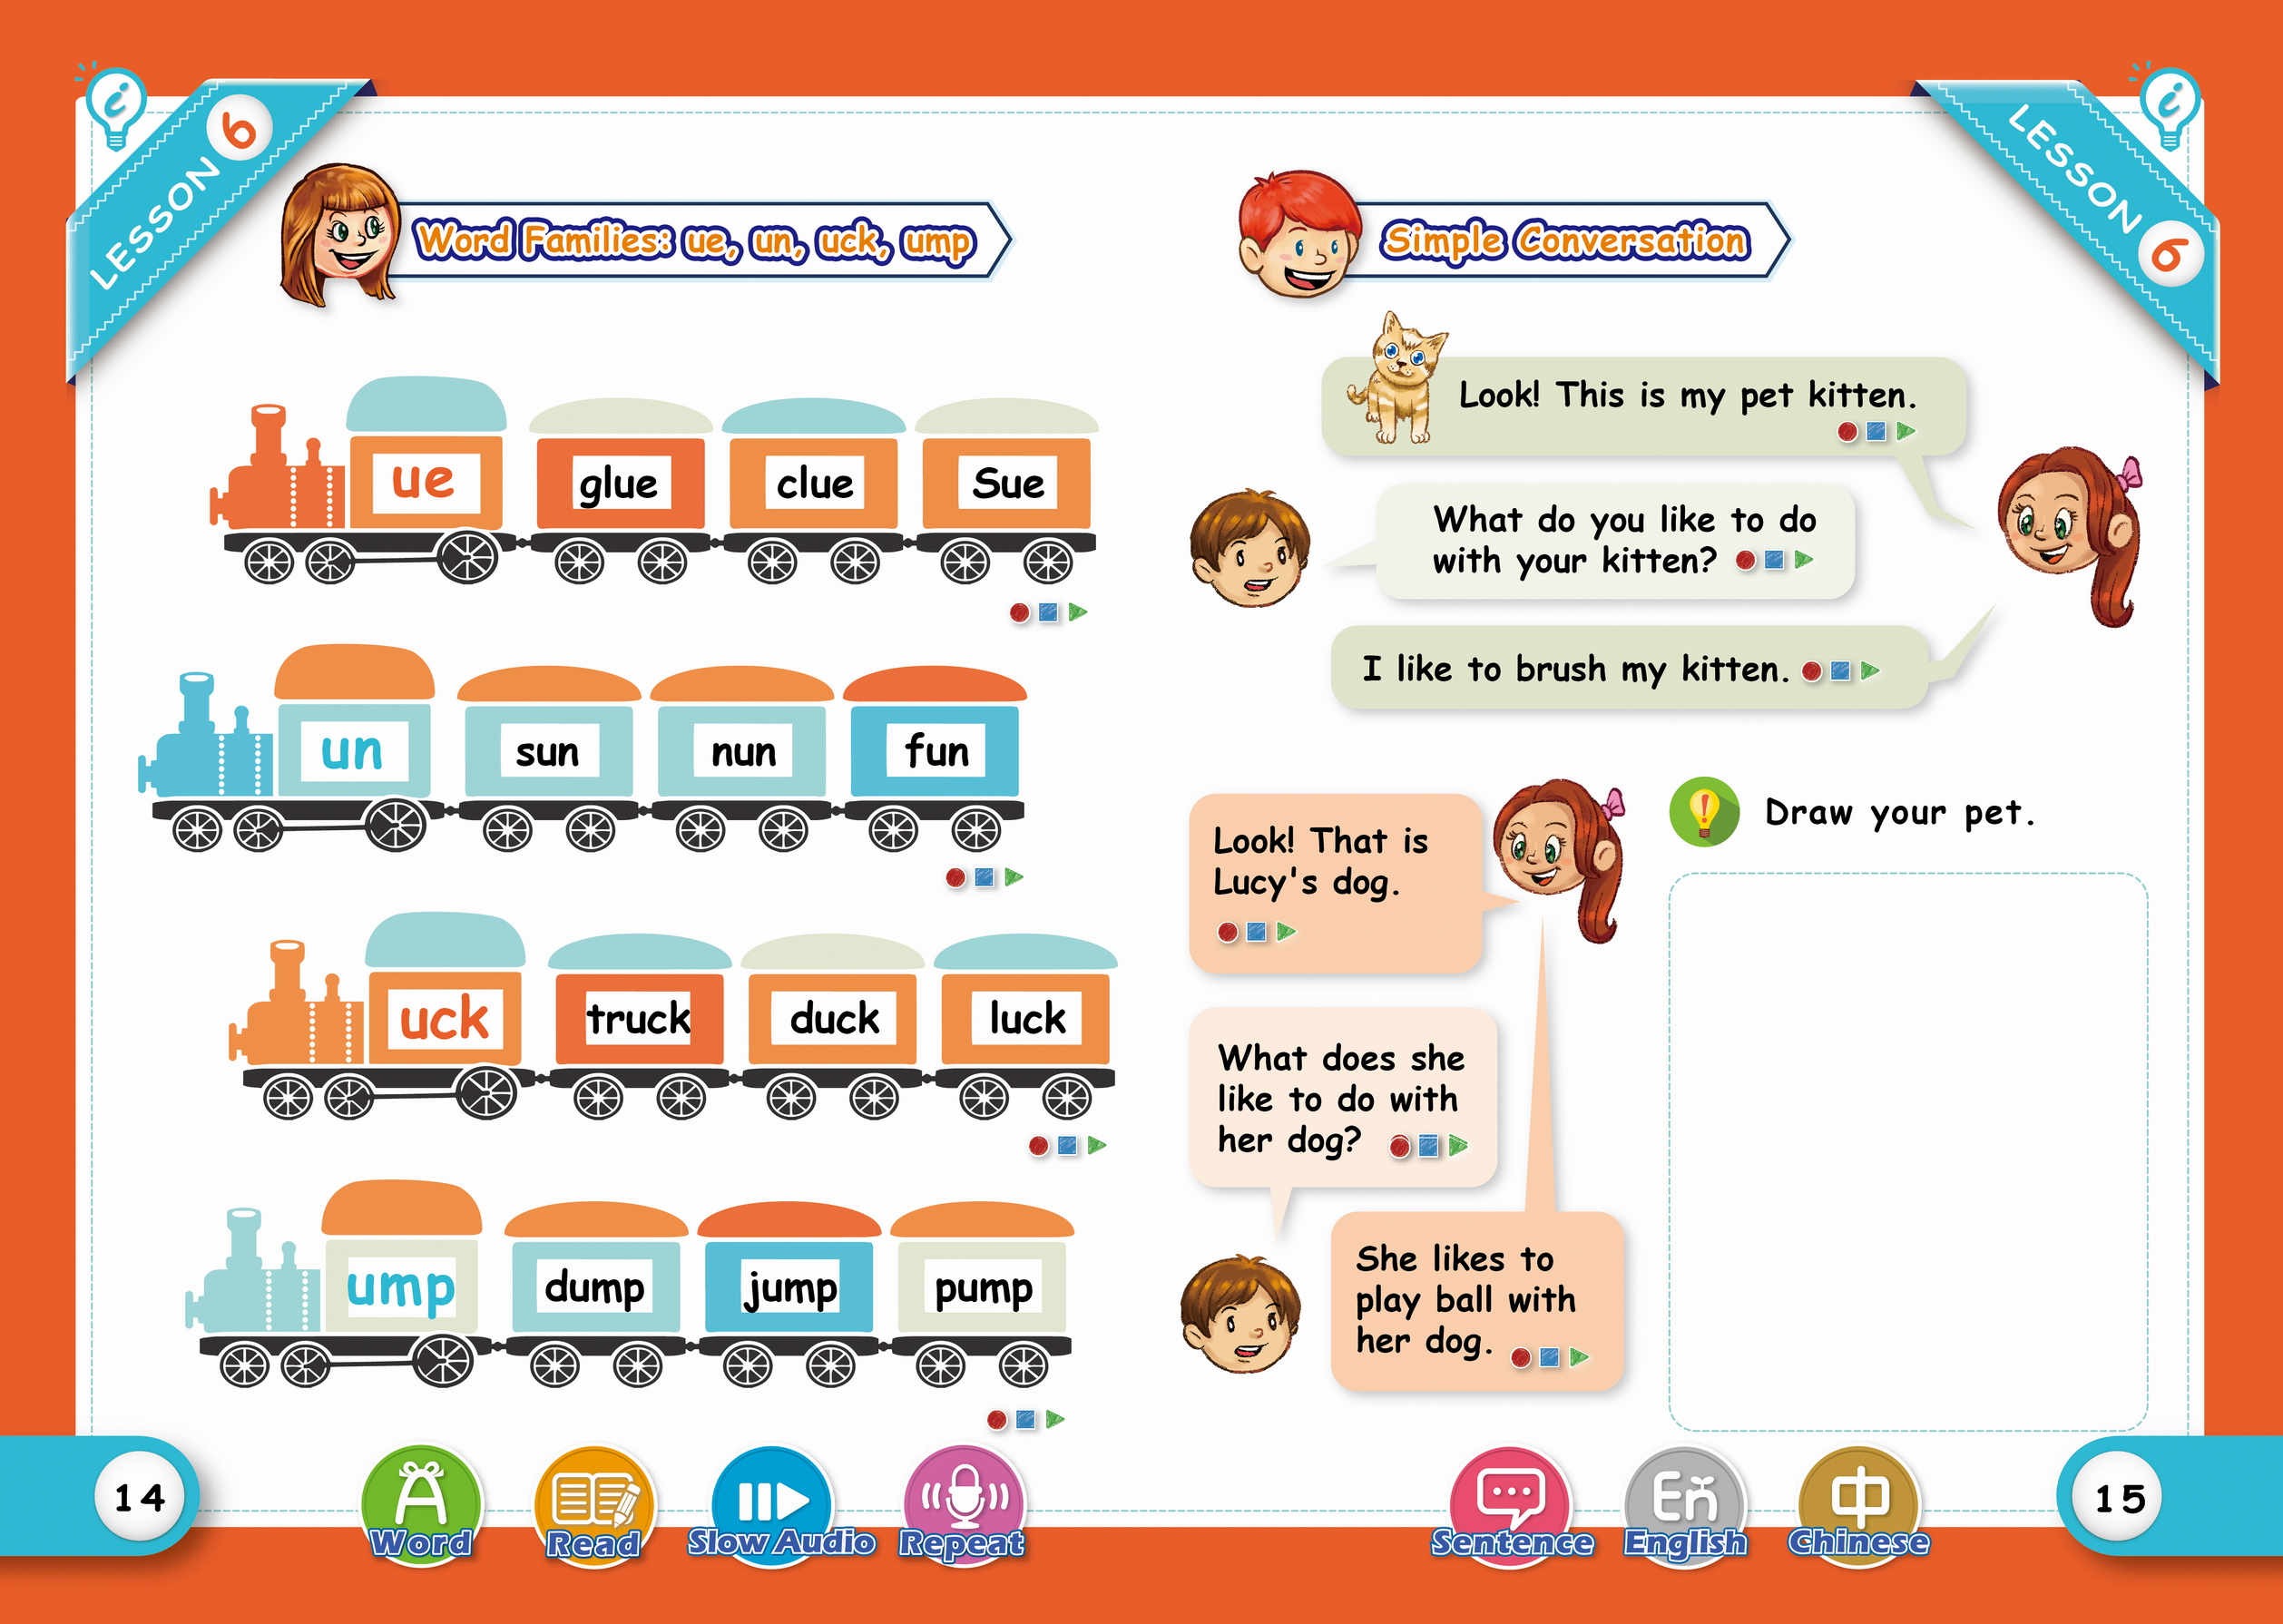 LESSON 6
Word Families: ue, un, uck, ump
ue glue clue Sue
un sun nun fun
uck truck duck luck
ump dump jump pump
14
Word
Read
Slow Audio
Repeat
LESSON 6
Simple Conversation
Look! This is my pet kitten.
What do you like to do
with your kitten?
I like to brush my kitten.
Look! That is
Lucy's dog.
What does she
like to do with
her dog?
She likes to
play ball with
her dog.
Draw your pet.
Sentence
En
English
中
Chinese
15